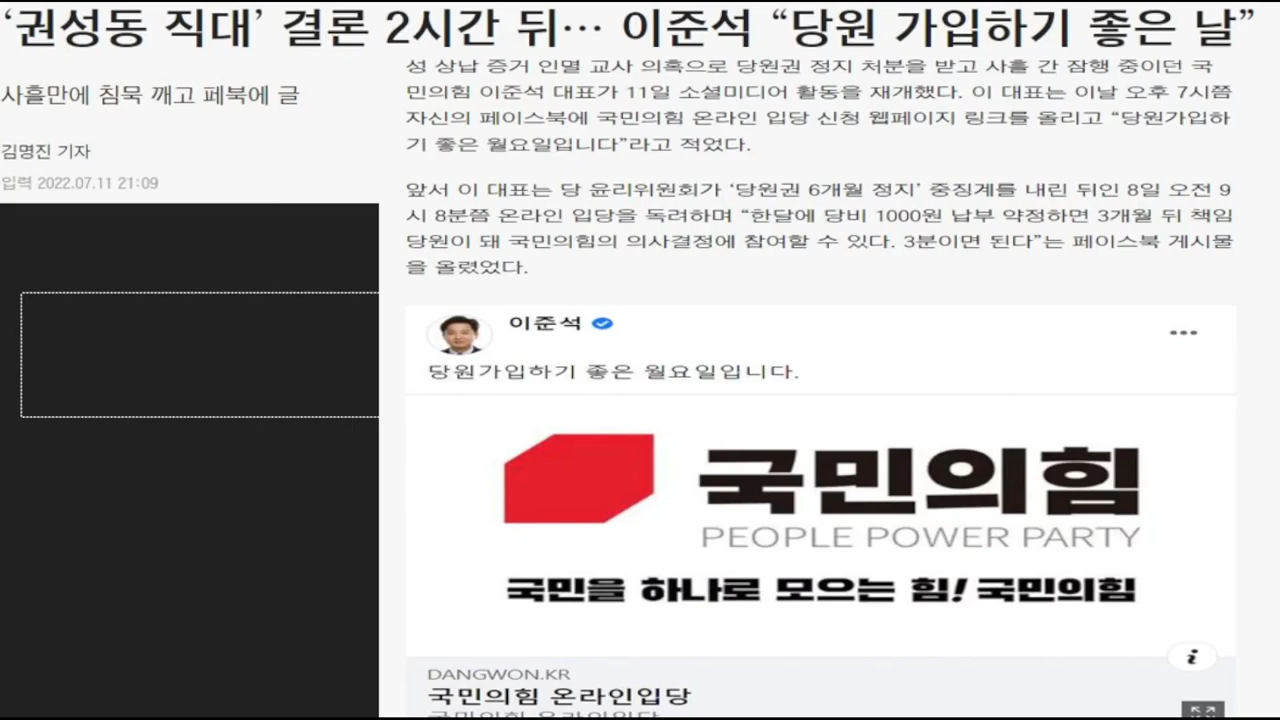 ‘권성동 직대’ 결론 2시간 뒤… 이준석 “당원 가입하기 좋은 날”
사흘만에 침묵 깨고 페북에 글
김명진 기자
입력 2022.07.11 21:09
성 상납 증거 인멸 교사 의혹으로 당원권 정지 처분을 받고 사흘 간 잠행 중이던 국
민의힘 이준석 대표가 11일 소셜미디어 활동을 재개했다. 이 대표는 이날 오후 7시쯤
자신의 페이스북에 국민의힘 온라인 입당 신청 웹페이지 링크를 올리고 “당원가입하
기 좋은 월요일입니다”라고 적었다.
앞서 이 대표는 당 윤리위원회가 ‘당원권 6개월 정지’ 중징계를 내린 뒤인 8일 오전 9
시 8분쯤 온라인 입당을 독려하며 “한달에 당비 1000원 납부 약정하면 3개월 뒤 책임
당원이 돼 국민의힘의 의사결정에 참여할 수 있다. 3분이면 된다”는 페이스북 게시물
을 올렸었다.
이준석
당원가입하기 좋은 월요일입니다.
국민의힘
PEOPLE POWER PARTY
국민을 하나로 모으는 힘! 국민의힘
DANGWON.KR
국민의힘 온라인입당
국민의힘 온라인입당